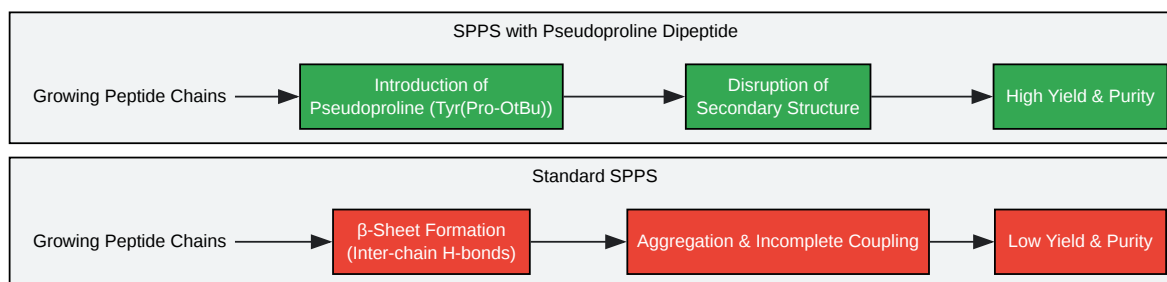 SPPS with Pseudoproline Dipeptide
Growing Peptide Chains
Introduction of
Pseudoproline (Tyr(Pro-OtBu))
Disruption of
Secondary Structure
High Yield & Purity
Standard SPPS
Growing Peptide Chains
β-Sheet Formation
(Inter-chain H-bonds)
Aggregation & Incomplete Coupling
Low Yield & Purity